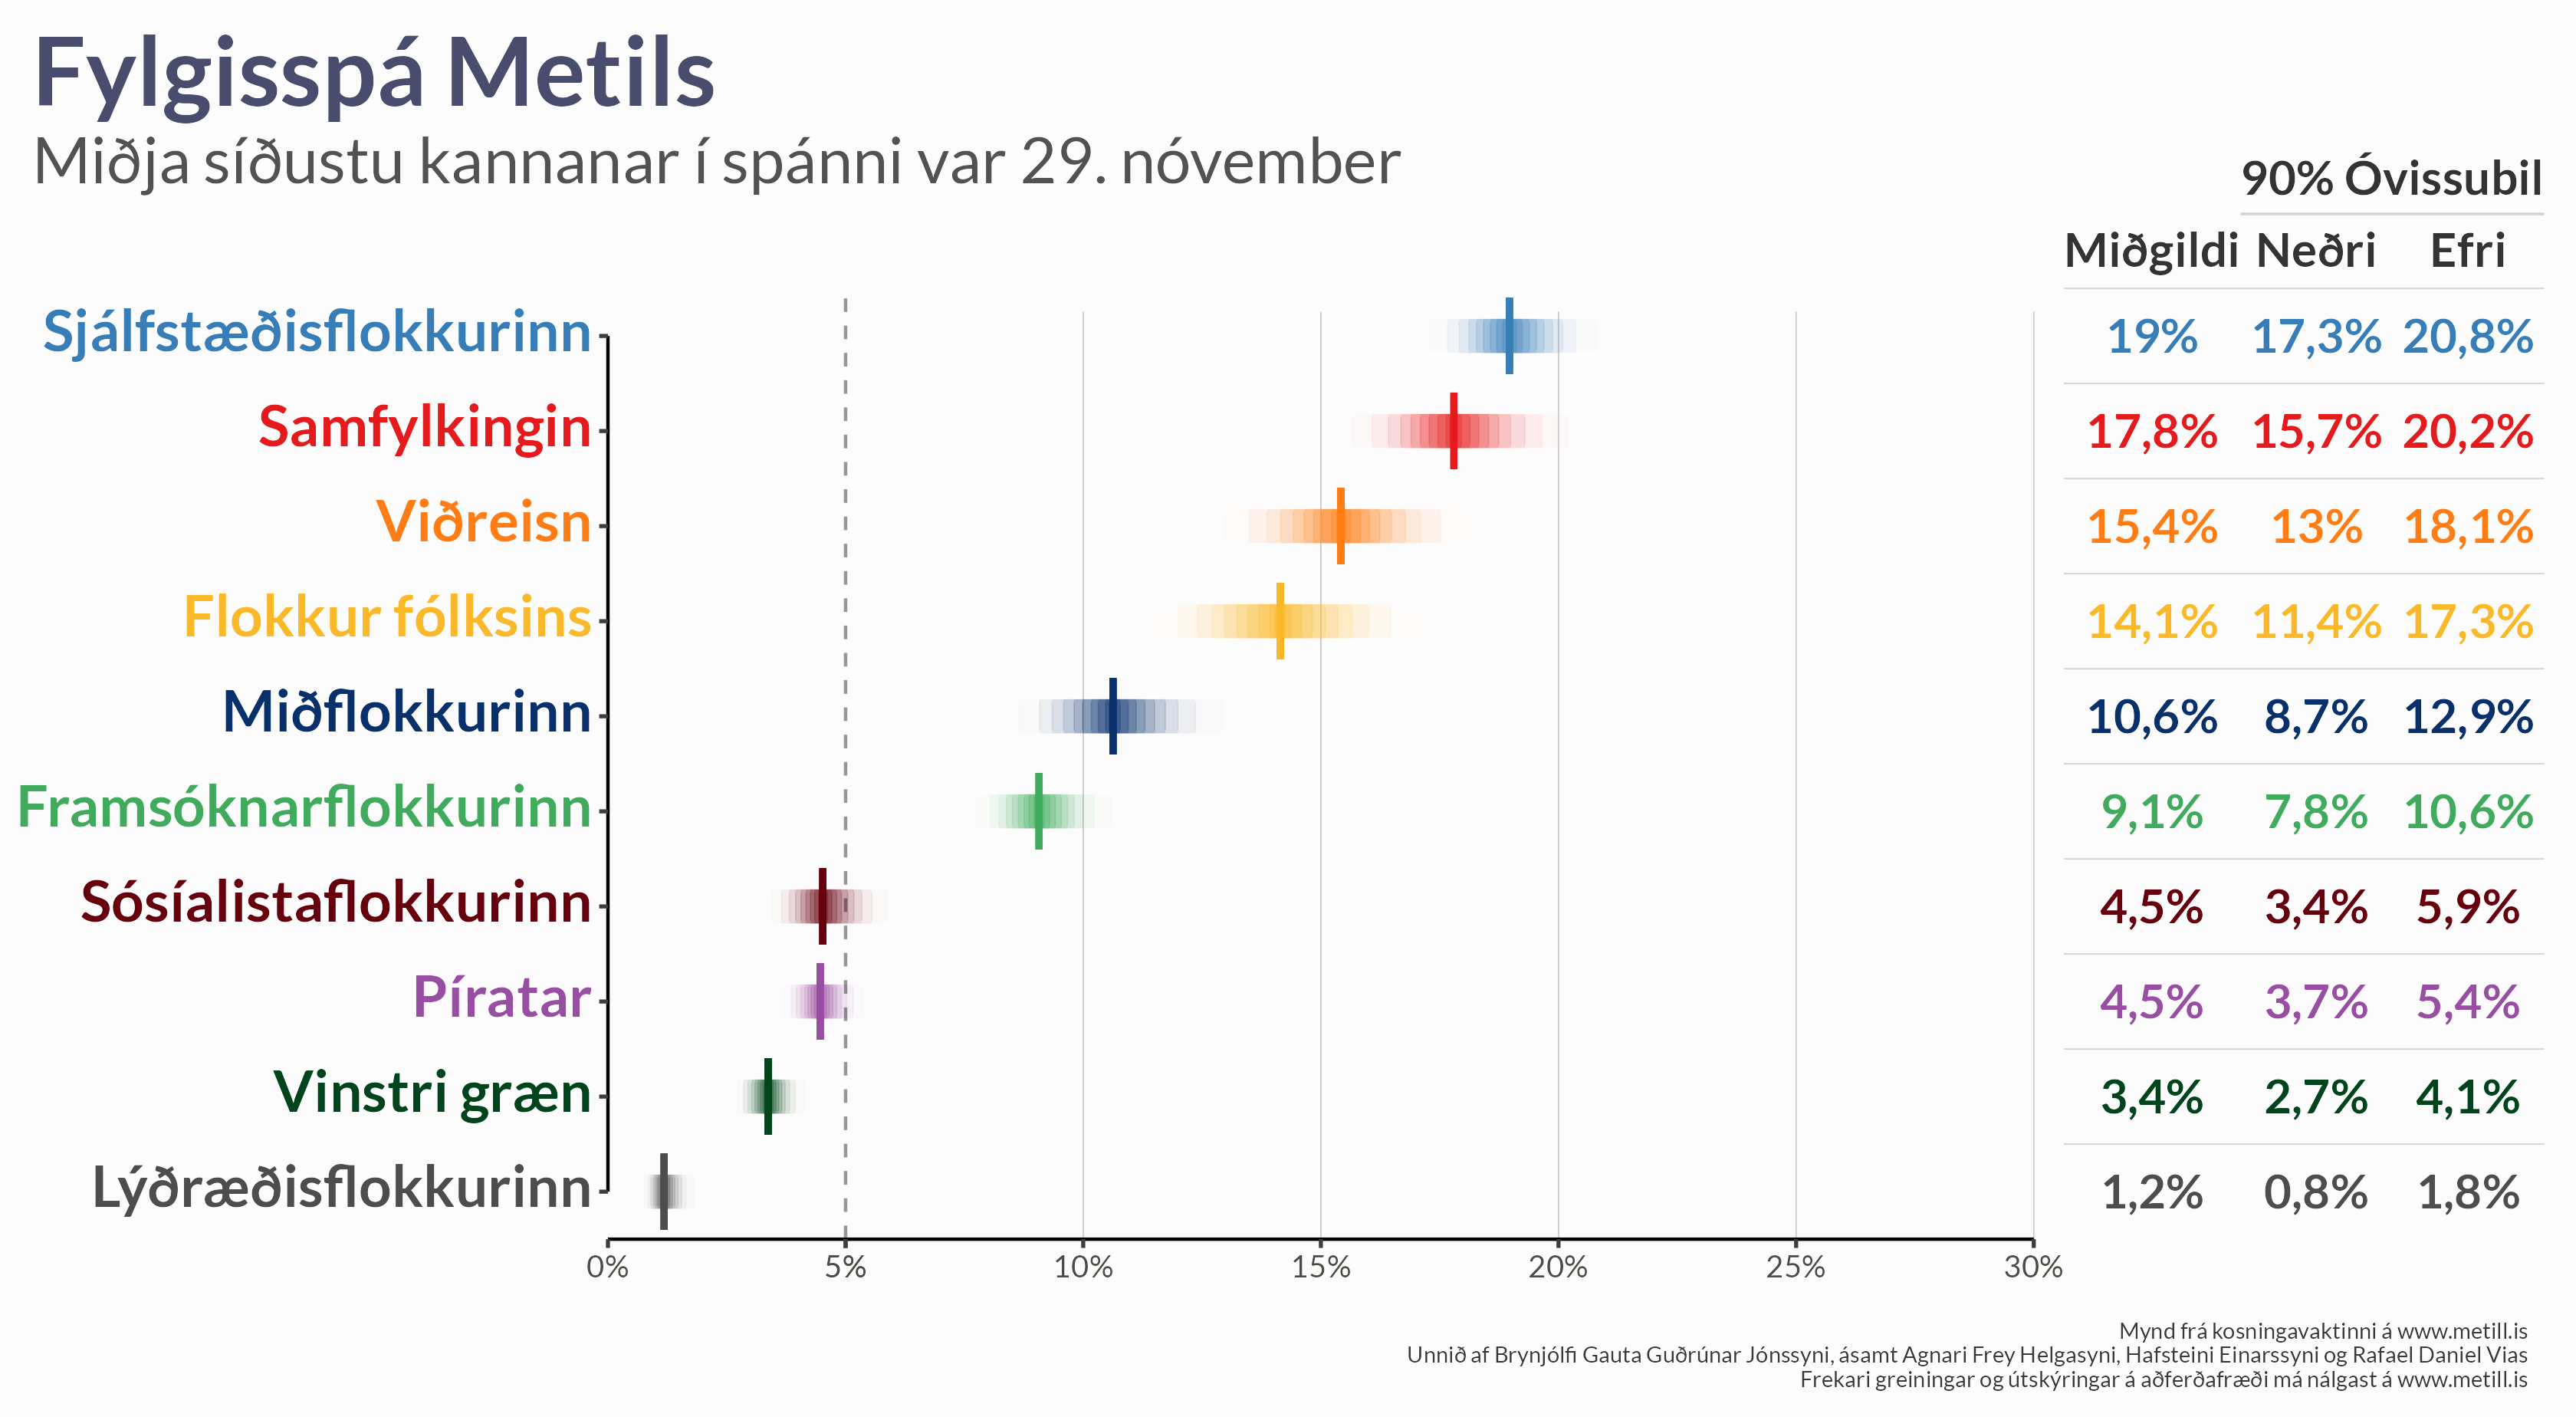 Fylgisspá Metils
Miðja síðustu kannanar í spánni var 29. nóvember
90% Óvissubil
Miðgildi Neðri Efri
Sjálfstæðisflokkurinn 19% 17,3% 20,8%
Samfylkingin 17,8% 15,7% 20,2%
Viðreisn 15,4% 13% 18,1%
Flokkur fólksins 14,1% 11,4% 17,3%
Miðflokkurinn 10,6% 8,7% 12,9%
Framsóknarflokkurinn 9,1% 7,8% 10,6%
Sósíalistaflokkurinn 4,5% 3,4% 5,9%
Píratar 4,5% 3,7% 5,4%
Vinstri græn 3,4% 2,7% 4,1%
Lýðræðisflokkurinn 1,2% 0,8% 1,8%
0% 5% 10% 15% 20% 25% 30%
Mynd frá kosningavaktinni á www.metill.is
Unnið af Brynjólfi Gauta Guðrúnar Jónssyni, ásamt Agnari Frey Helgasyni, Hafsteini Einarssyni og Rafael Daniel Vias
Frekari greiningar og útskýringar á aðferðafræði má nálgast á www.metill.is